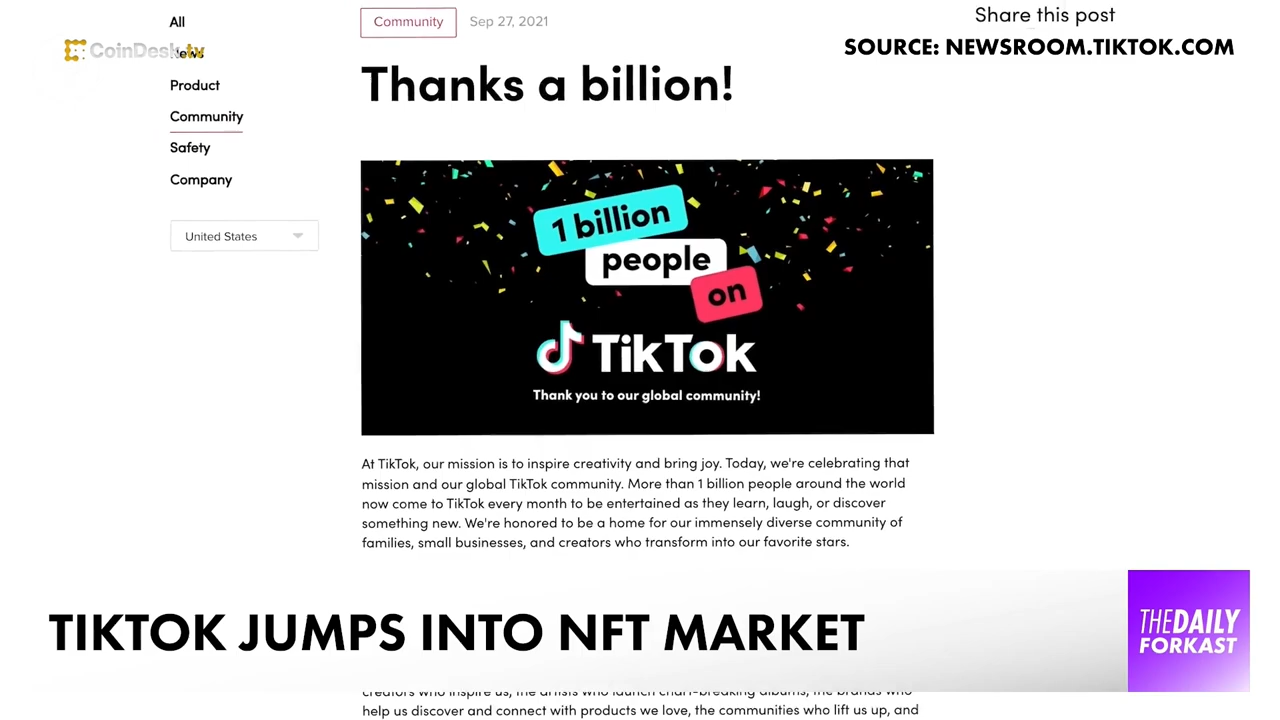 All
CoinDesk tv
News
Product
Community
Safety
Company
United States
Community
Sep 27, 2021
Share this post
SOURCE: NEWSROOM.TIKTOK.COM
Thanks a billion!
1 billion
people
on
TikTok
Thank you to our global community!
At TikTok, our mission is to inspire creativity and bring joy. Today, we're celebrating that
mission and our global TikTok community. More than 1 billion people around the world
now come to TikTok every month to be entertained as they learn, laugh, or discover
something new. We're honored to be a home for our immensely diverse community of
families, small businesses, and creators who transform into our favorite stars.
TIKTOK JUMPS INTO NFT MARKET
THE DAILY
FORKAST
creators who inspire us, the artists who launch chart-breaking albums, the brands who
help us discover and connect with products we love, the communities who lift us up, and